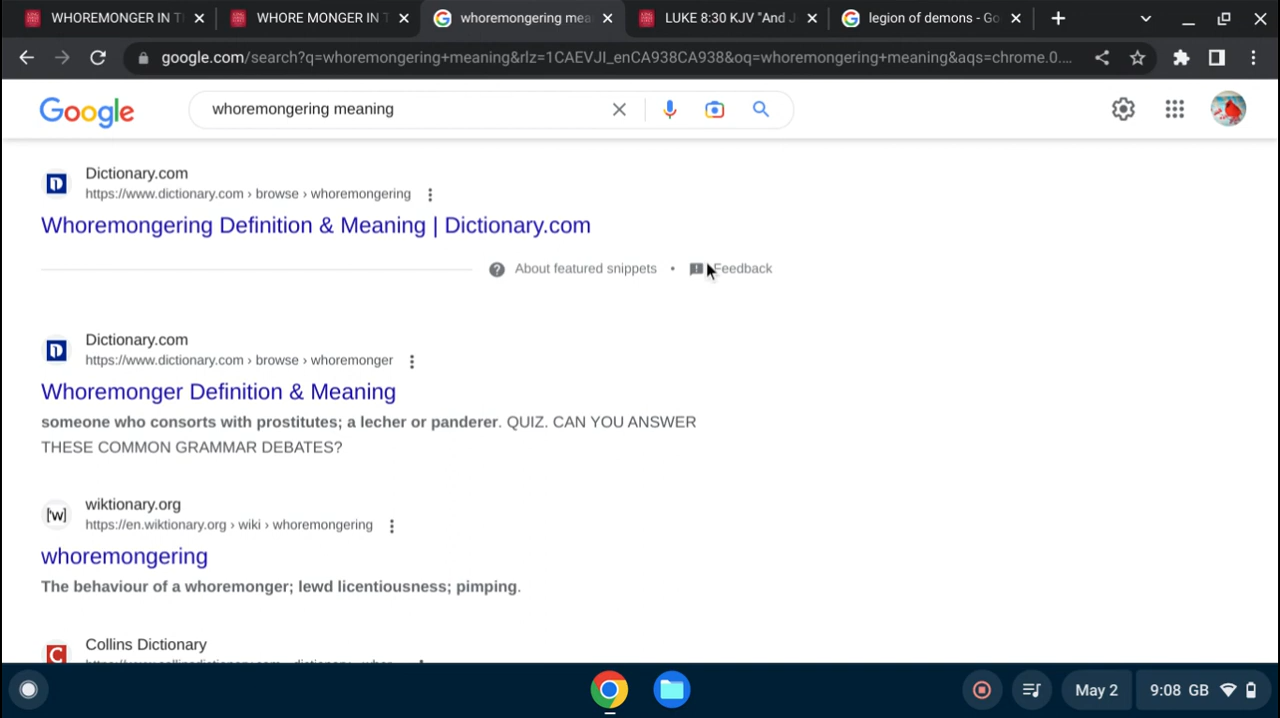 WHOREMONGER IN T
WHORE MONGER IN T
whoremongering mea
LUKE 8:30 KJV "And J
legion of demons - Go
google.com/search?q=whoremongering+meaning&rlz=1CAEVJI_enCA938CA938&oq=whoremongering+meaning&aqs=chrome.0....
Google
whoremongering meaning
Dictionary.com
https://www.dictionary.com › browse › whoremongering
Whoremongering Definition & Meaning | Dictionary.com
About featured snippets • Feedback
Dictionary.com
https://www.dictionary.com › browse › whoremonger
Whoremonger Definition & Meaning
someone who consorts with prostitutes; a lecher or panderer. QUIZ. CAN YOU ANSWER
THESE COMMON GRAMMAR DEBATES?
[w]
wiktionary.org
https://en.wiktionary.org › wiki › whoremongering
whoremongering
The behaviour of a whoremonger; lewd licentiousness; pimping.
Collins Dictionary
May 2
9:08 GB